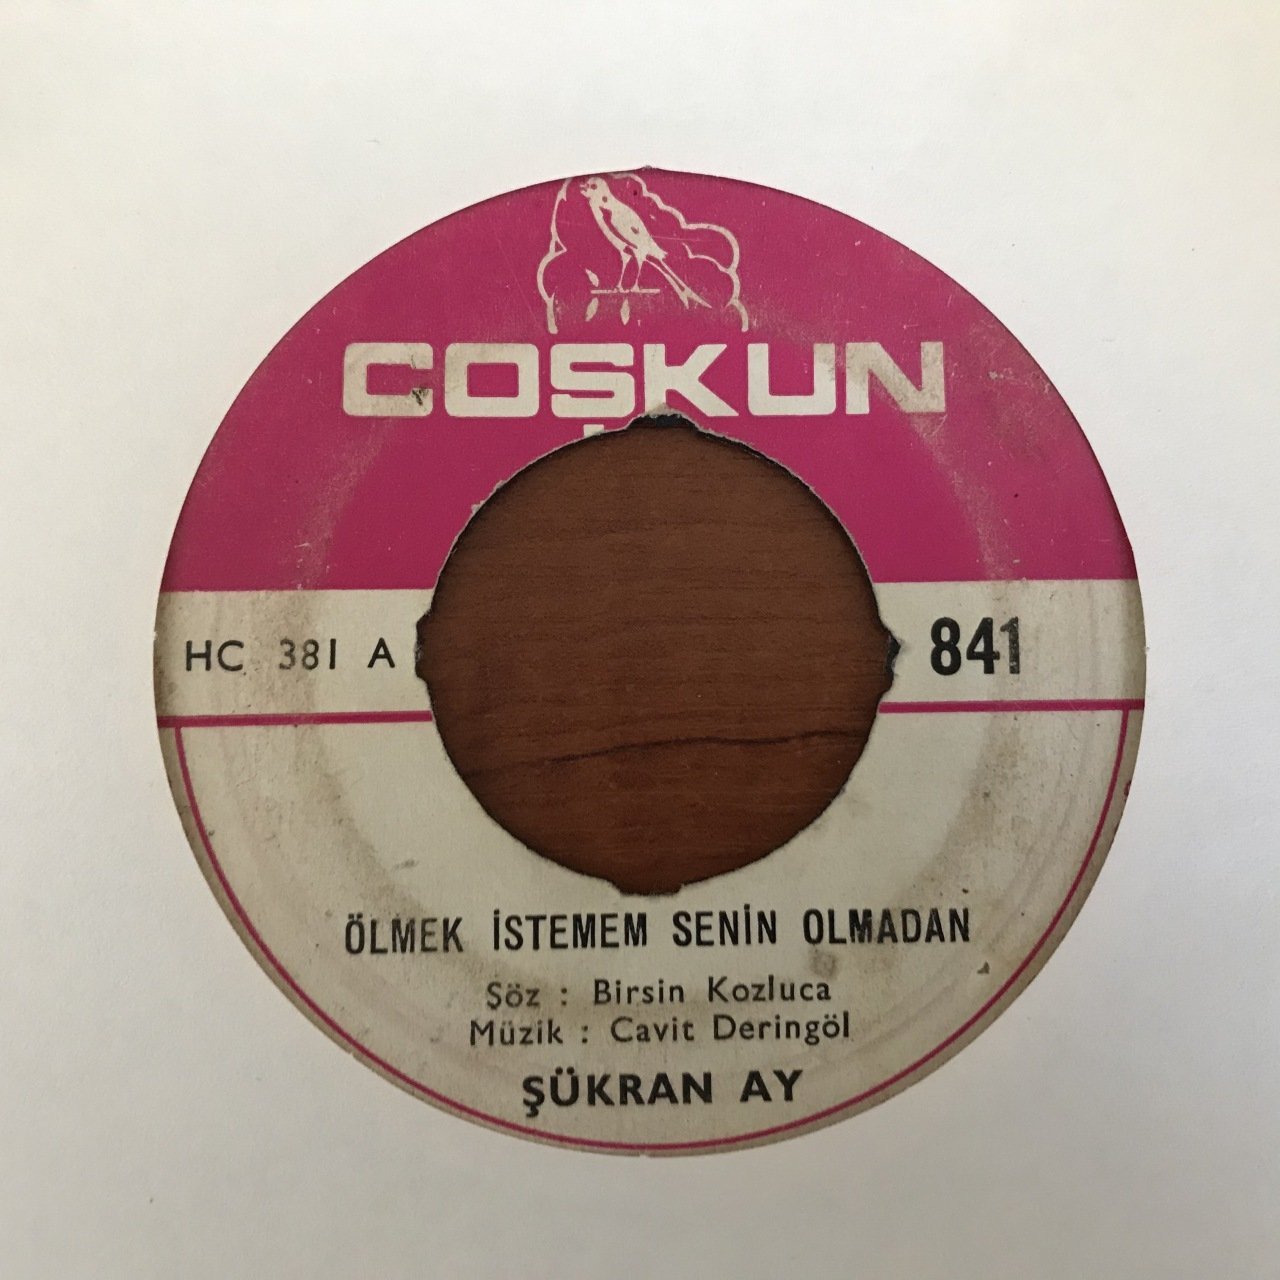 COŞKUN
HC 381 A 841
ÖLMEK İSTEMEM SENİN OLMADAN
Söz : Birsin Kozluca
Müzik : Cavit Deringöl
ŞÜKRAN AY